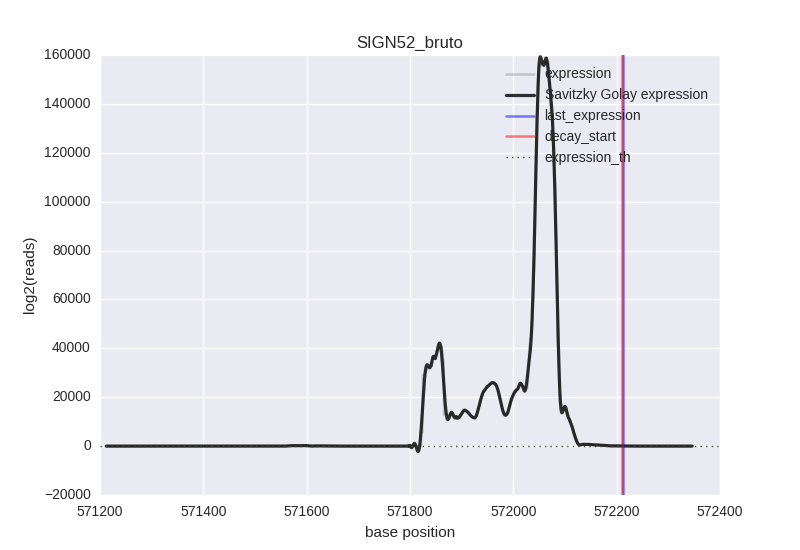 SIGN52_bruto
160000
140000
120000
100000
80000
60000
40000
20000
0
−20000
log2(reads)
expression
Savitzky Golay expression
last_expression
decay_start
expression_th
571200 571400 571600 571800 572000 572200 572400
base position